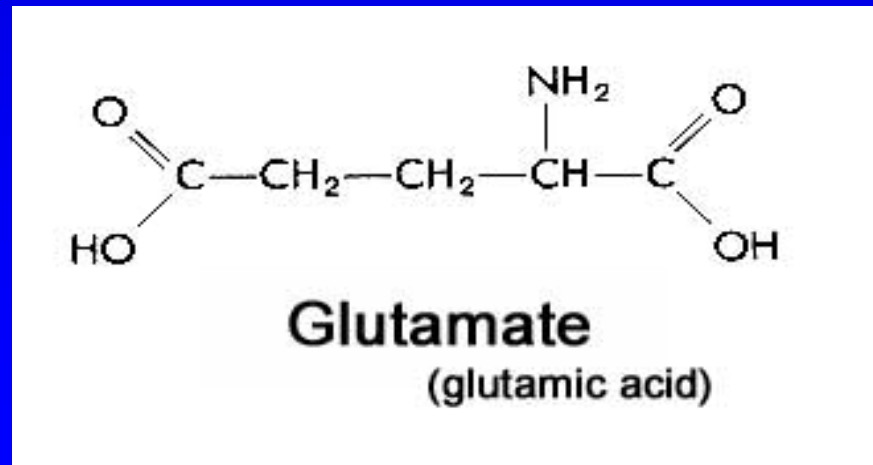 NH₂
O O
C—CH₂—CH₂—CH—C
HO OH
Glutamate
(glutamic acid)